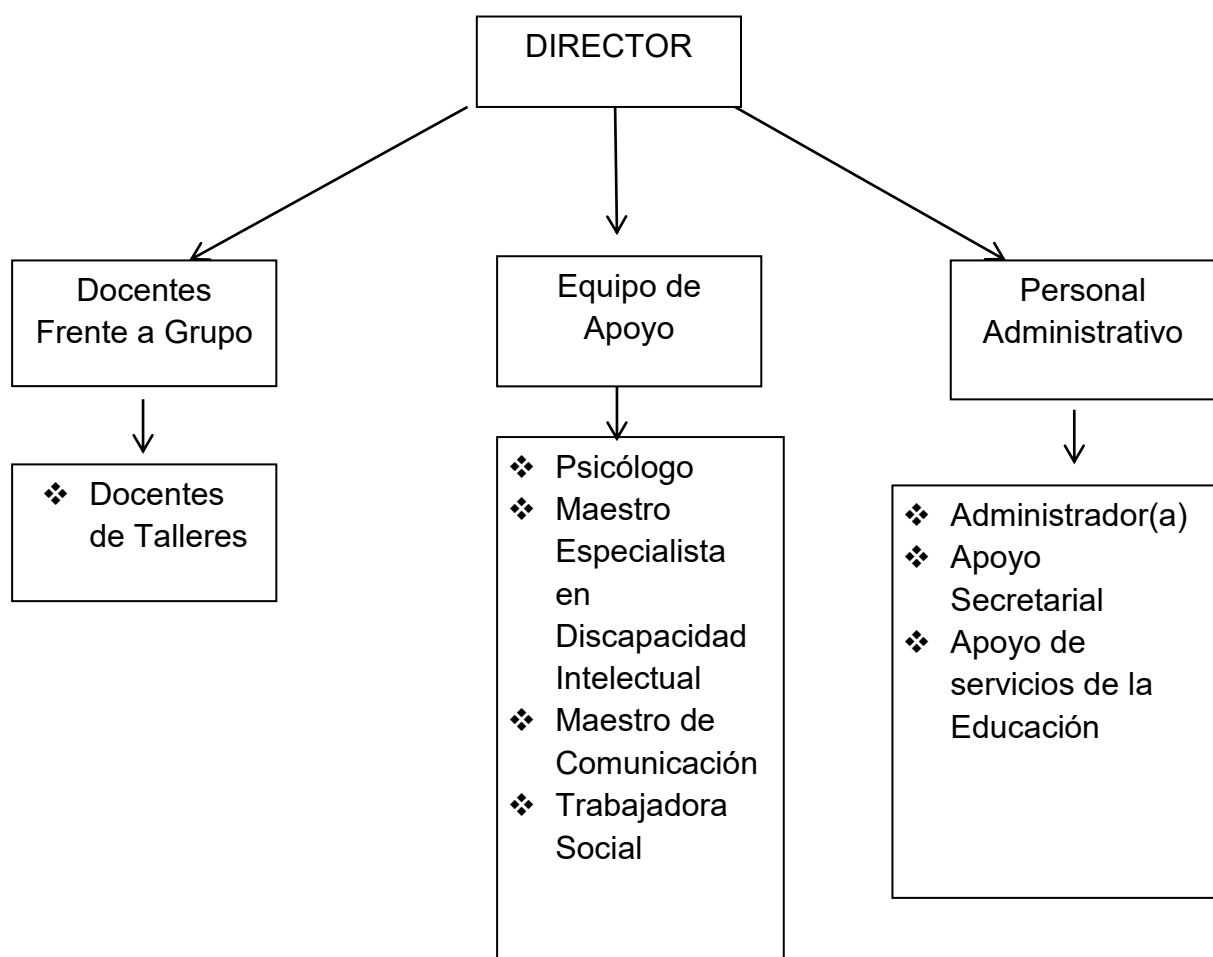 DIRECTOR
Docentes
Frente a Grupo
Equipo de
Apoyo
Personal
Administrativo
❖ Docentes
de Talleres
❖ Psicólogo
❖ Maestro
Especialista
en
Discapacidad
Intelectual
❖ Maestro de
Comunicación
❖ Trabajadora
Social
❖ Administrador(a)
❖ Apoyo
Secretarial
❖ Apoyo de
servicios de la
Educación